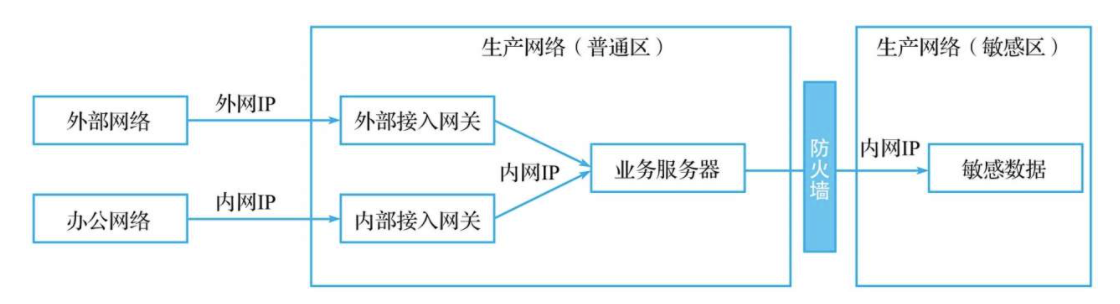 生产网络（普通区）
生产网络（敏感区）
外部网络
外网IP
外部接入网关
办公网络
内网IP
内部接入网关
内网IP
业务服务器
防火墙
内网IP
敏感数据